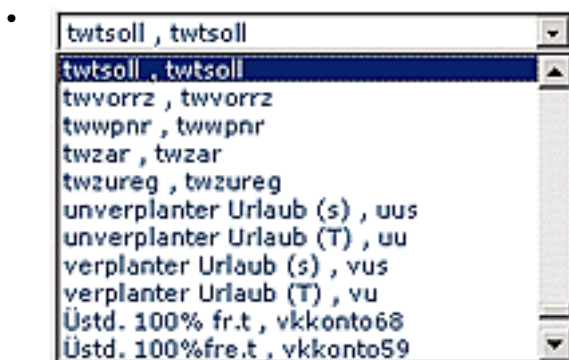 twtsoll , twtsoll
twtsoll , twtsoll
twvorrz , twvorrz
twwpnr , twwpnr
twzar , twzar
twzureg , twzureg
unverplanter Urlaub (s) , uus
unverplanter Urlaub (T) , uu
verplanter Urlaub (s) , vus
verplanter Urlaub (T) , vu
Üstd. 100% fr.t , vkkonto68
Üstd. 100%fre.t , vkkonto59